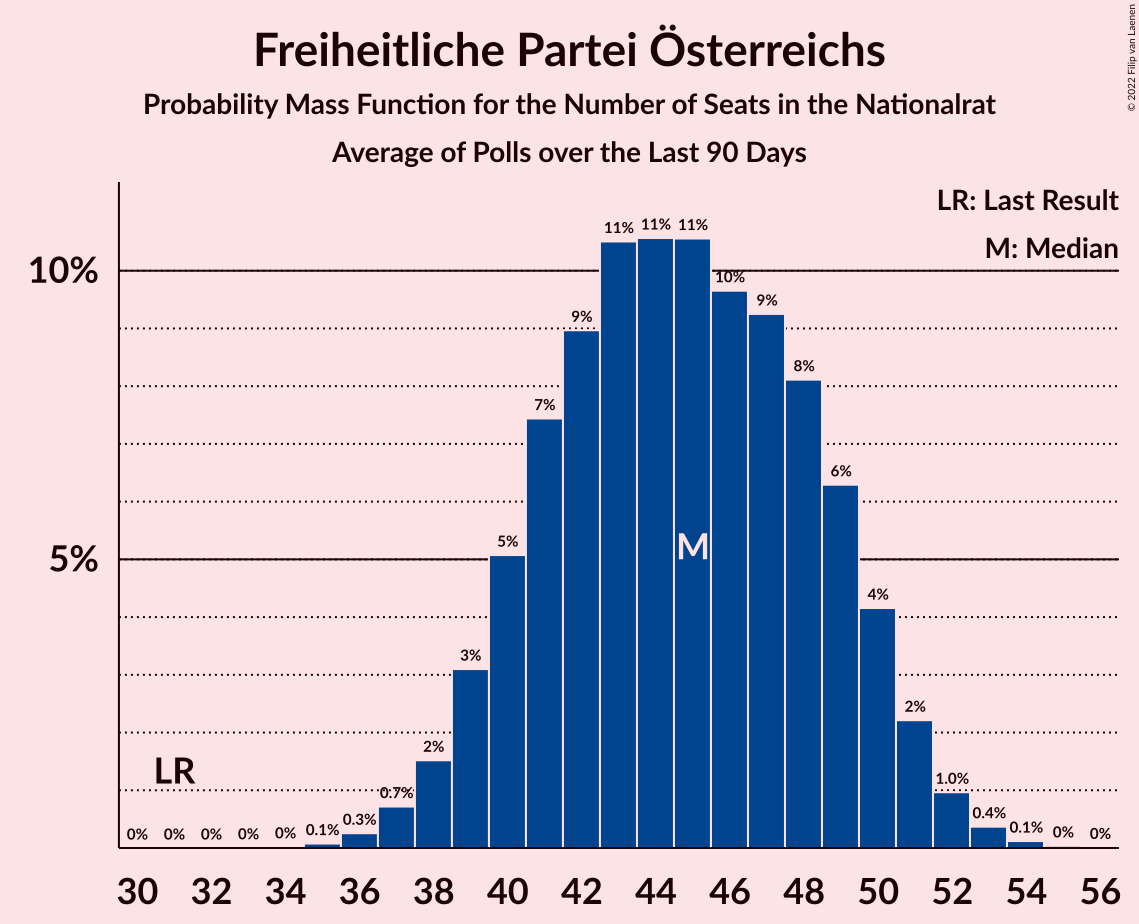 Freiheitliche Partei Österreichs
Probability Mass Function for the Number of Seats in the Nationalrat
Average of Polls over the Last 90 Days
© 2022 Filip van Laenen
LR: Last Result
M: Median
10%
5%
0% 0% 0% 0% 0% 0.1% 0.3% 0.7% 2% 3% 5% 7% 9% 11% 11% 11% 10% 9% 8% 6% 4% 2% 1.0% 0.4% 0.1% 0% 0%
LR
M
30 32 34 36 38 40 42 44 46 48 50 52 54 56